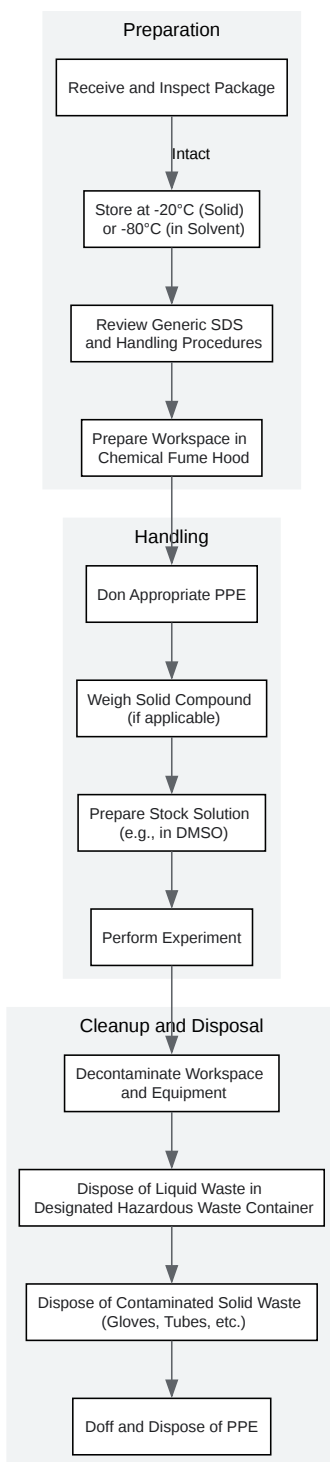 Preparation
Receive and Inspect Package
Intact
Store at -20°C (Solid)
or -80°C (in Solvent)
Review Generic SDS
and Handling Procedures
Prepare Workspace in
Chemical Fume Hood
Handling
Don Appropriate PPE
Weigh Solid Compound
(if applicable)
Prepare Stock Solution
(e.g., in DMSO)
Perform Experiment
Cleanup and Disposal
Decontaminate Workspace
and Equipment
Dispose of Liquid Waste in
Designated Hazardous Waste Container
Dispose of Contaminated Solid Waste
(Gloves, Tubes, etc.)
Doff and Dispose of PPE